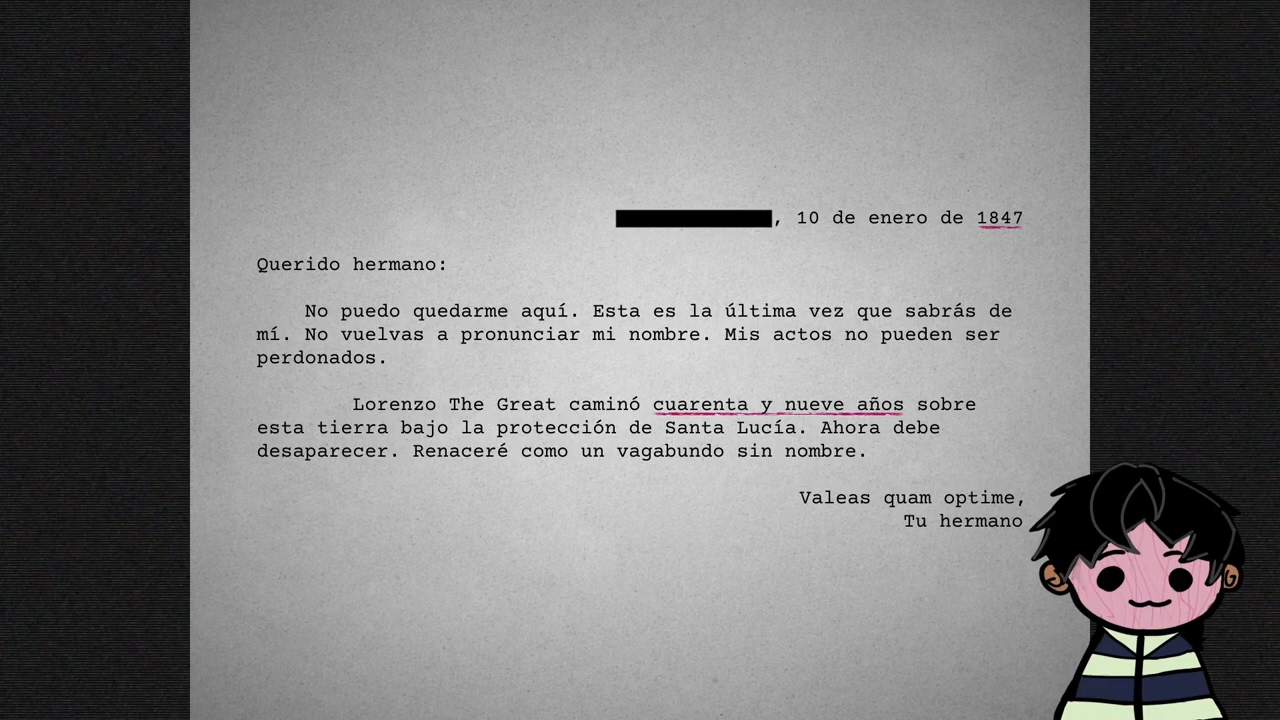 , 10 de enero de 1847
Querido hermano:
No puedo quedarme aquí. Esta es la última vez que sabrás de
mí. No vuelvas a pronunciar mi nombre. Mis actos no pueden ser
perdonados.
Lorenzo The Great caminó cuarenta y nueve años sobre
esta tierra bajo la protección de Santa Lucía. Ahora debe
desaparecer. Renaceré como un vagabundo sin nombre.
Valeas quam optime,
Tu hermano